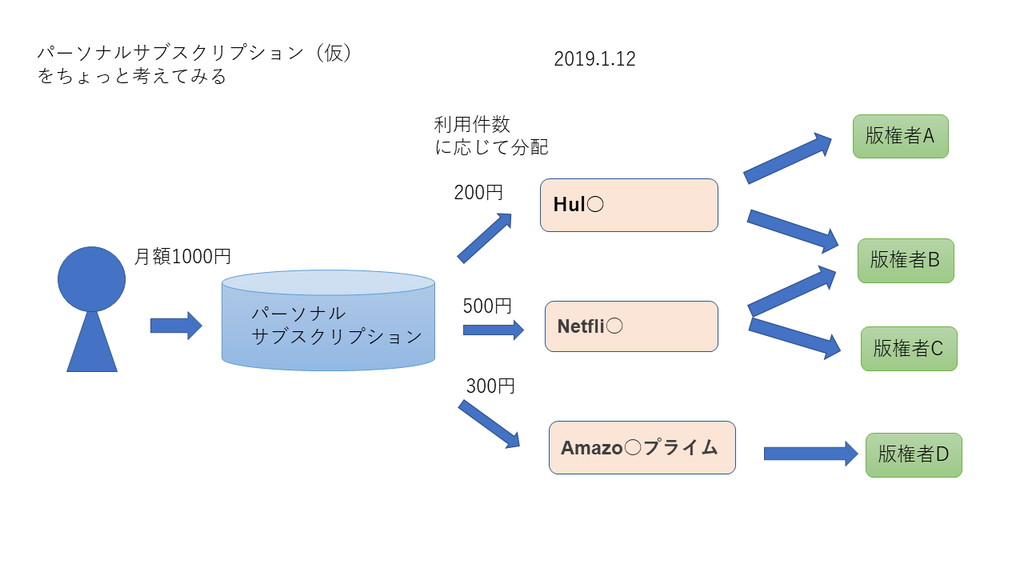 パーソナルサブスクリプション（仮）
をちょっと考えてみる
2019.1.12
利用件数
に応じて分配
月額1000円
パーソナル
サブスクリプション
200円
500円
300円
Hul〇
Netfli〇
Amazo〇プライム
版権者A
版権者B
版権者C
版権者D